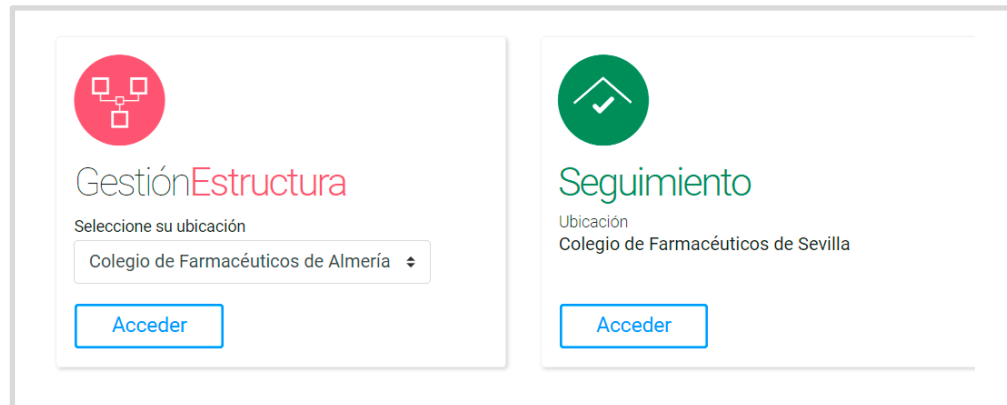 GestiónEstructura
Seleccione su ubicación
Colegio de Farmacéuticos de Almería
Acceder
Seguimiento
Ubicación
Colegio de Farmacéuticos de Sevilla
Acceder